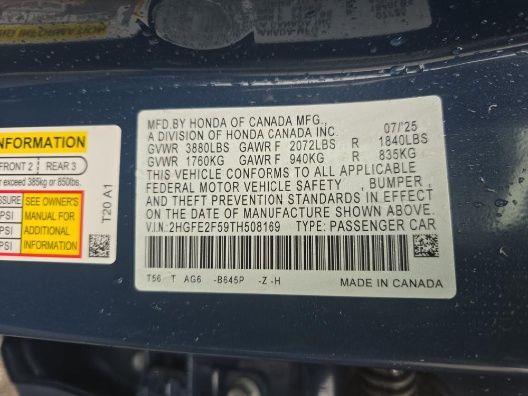 MFD.BY HONDA OF CANADA MFG., 07/'25
A DIVISION OF HONDA CANADA INC.
GVWR 3880LBS GAWR F 2072LBS R 1840LBS
GVWR 1760KG GAWR F 940KG R 835KG
THIS VEHICLE CONFORMS TO ALL APPLICABLE
FEDERAL MOTOR VEHICLE SAFETY , BUMPER ,
AND THEFT PREVENTION STANDARDS IN EFFECT
ON THE DATE OF MANUFACTURE SHOWN ABOVE.
V.I.N.:2HGFE2F59TH508169 TYPE: PASSENGER CAR
T56 T AG6 -B645P -Z -H
MADE IN CANADA
INFORMATION
FRONT 2 REAR 3
exceed 385kg or 850lbs.
SEE OWNER'S
PSI MANUAL FOR
PSI ADDITIONAL
PSI INFORMATION
T20 A1